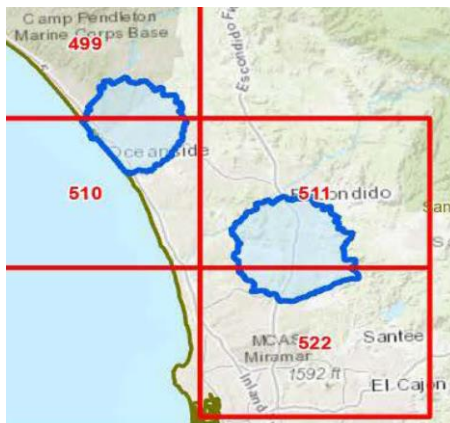 Camp Pendleton
Marine Corps Base
499
Escondido
Oceanside
510
511
Escondido
San
MCAS
Miramar
522
Santee
1592 ft
El Cajon
Inland